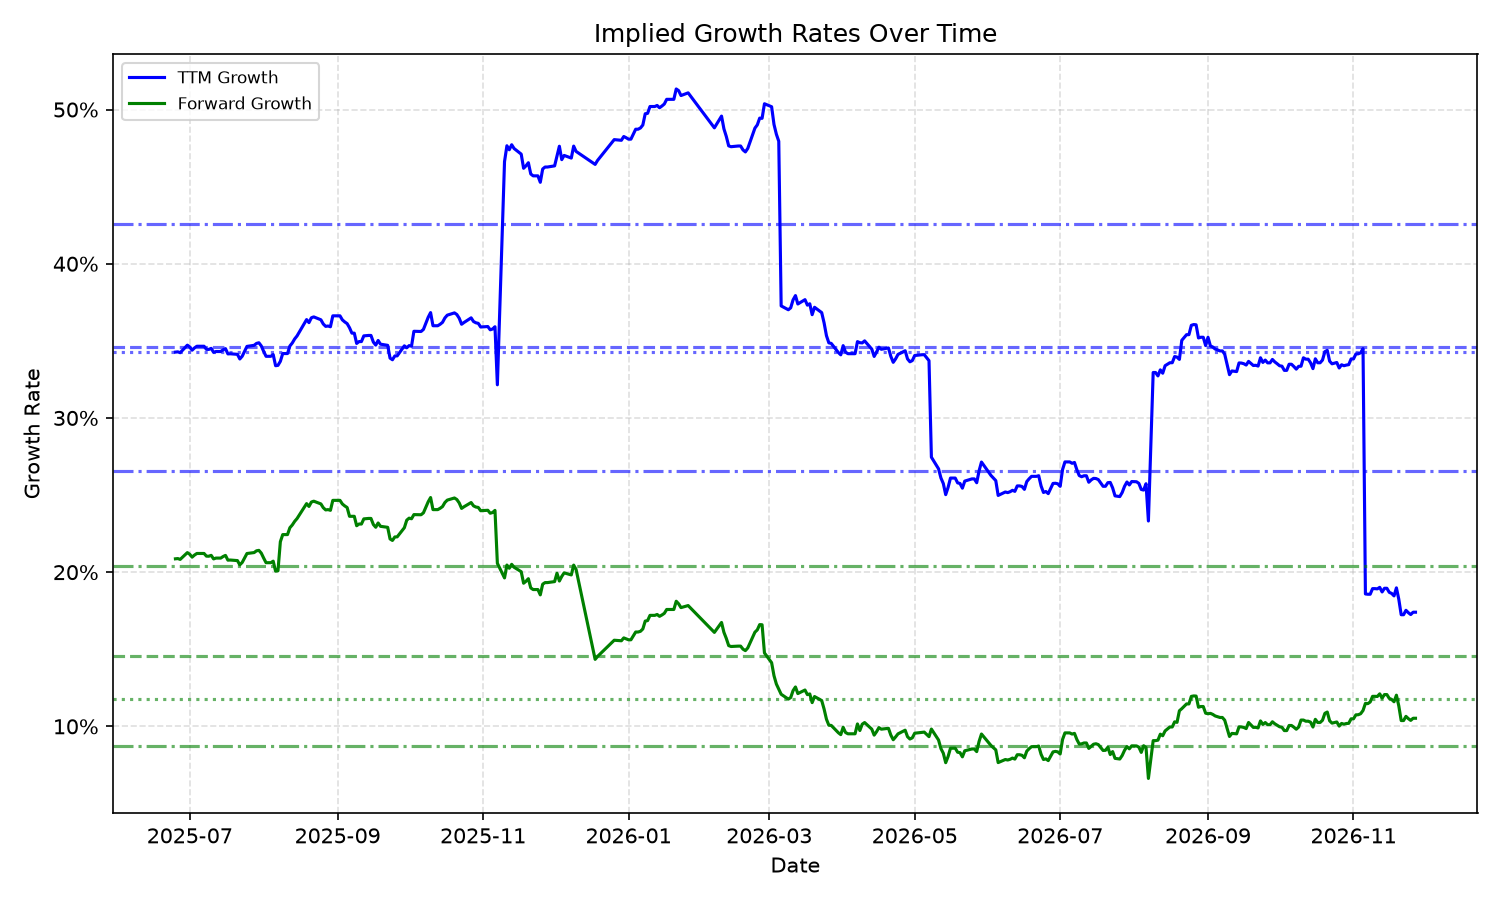 Implied Growth Rates Over Time
TTM Growth
Forward Growth
50%
40%
30%
20%
10%
Growth Rate
2025-07 2025-09 2025-11 2026-01 2026-03 2026-05 2026-07 2026-09 2026-11
Date